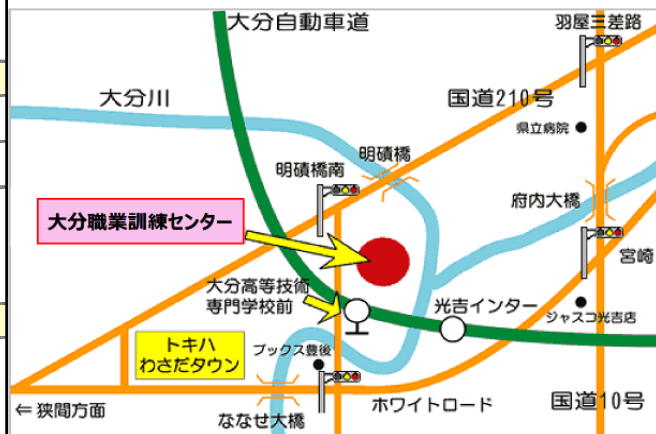 大分自動車道
羽屋三差路
大分川
国道210号
県立病院
明磧橋
明磧橋南
府内大橋
大分職業訓練センター
宮崎
大分高等技術
専門学校前
光吉インター
ジャスコ光吉店
トキハ
わさだタウン
ブックス豊後
⇐ 狭間方面
ななせ大橋
ホワイトロード
国道10号